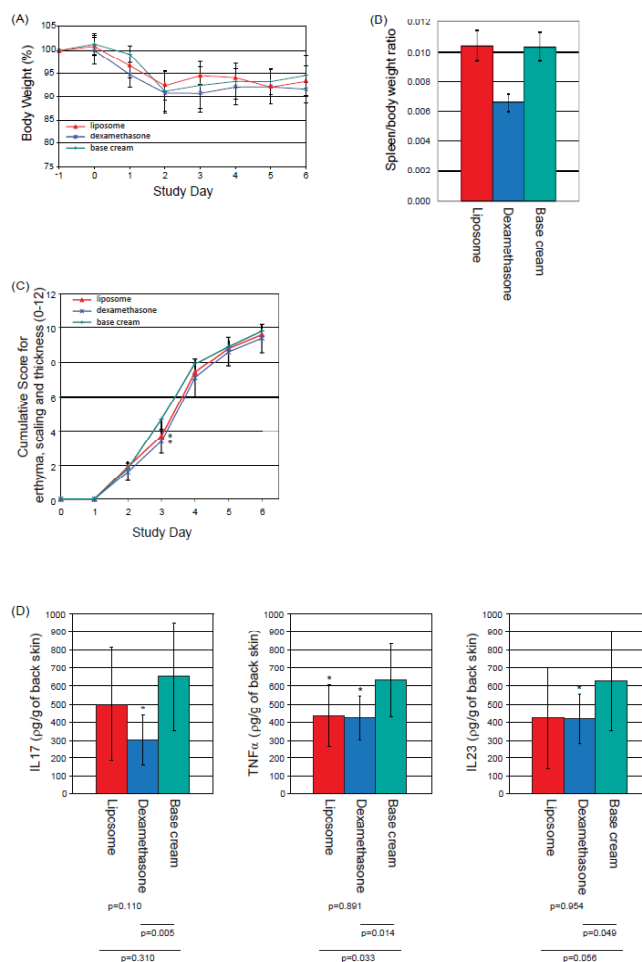 (A)
Body Weight (%)
105
100
95
90
85
80
75
liposome
dexamethasone
base cream
-1 0 1 2 3 4 5 6
Study Day
(B)
Spleen/body weight ratio
0.012
0.010
0.008
0.006
0.004
0.002
0.000
Liposome
Dexamethasone
Base cream
(C)
Cumulative Score for
erthyma, scaling and thickness (0-12)
12
10
0
6
4
2
0
liposome
dexamethasone
base cream
*
*
*
0 1 2 3 4 5 6
Study Day
(D)
IL17 (ρg/g of back skin)
1000
900
800
700
600
500
400
300
200
100
0
*
Lipcsome
Dexamethasone
Base cream
p=0.110
p=0.005
p=0.310
TNFα (ρg/g of back skin)
1000
900
800
700
600
500
400
300
200
100
0
* *
Liposome
Dexamethasone
Base cream
p=0.891
p=0.014
p=0.033
IL23 (ρg/g of back skin)
1000
900
800
700
600
500
400
300
200
100
0
*
Liposome
Dexamethasone
Base cream
p=0.954
p=0.049
p=0.056